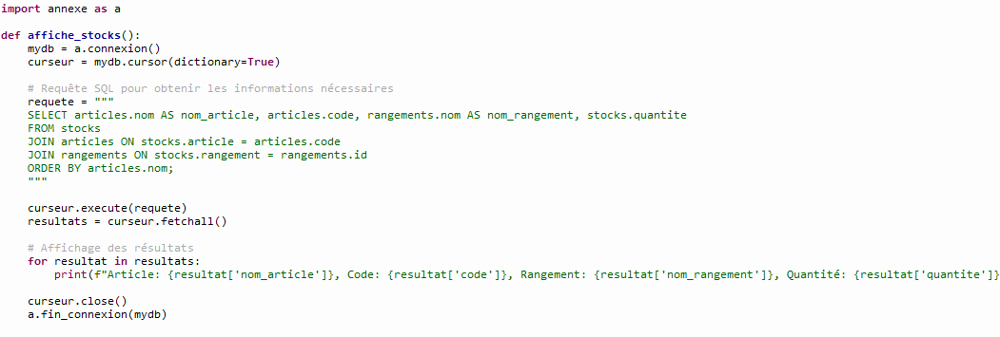 import annexe as a
def affiche_stocks():
mydb = a.connexion()
curseur = mydb.cursor(dictionary=True)
# Requête SQL pour obtenir les informations nécessaires
requete = """
SELECT articles.nom AS nom_article, articles.code, rangements.nom AS nom_rangement, stocks.quantite
FROM stocks
JOIN articles ON stocks.article = articles.code
JOIN rangements ON stocks.rangement = rangements.id
ORDER BY articles.nom;
"""
curseur.execute(requete)
resultats = curseur.fetchall()
# Affichage des résultats
for resultat in resultats:
print(f"Article: {resultat['nom_article']}, Code: {resultat['code']}, Rangement: {resultat['nom_rangement']}, Quantité: {resultat['quantite']}
curseur.close()
a.fin_connexion(mydb)